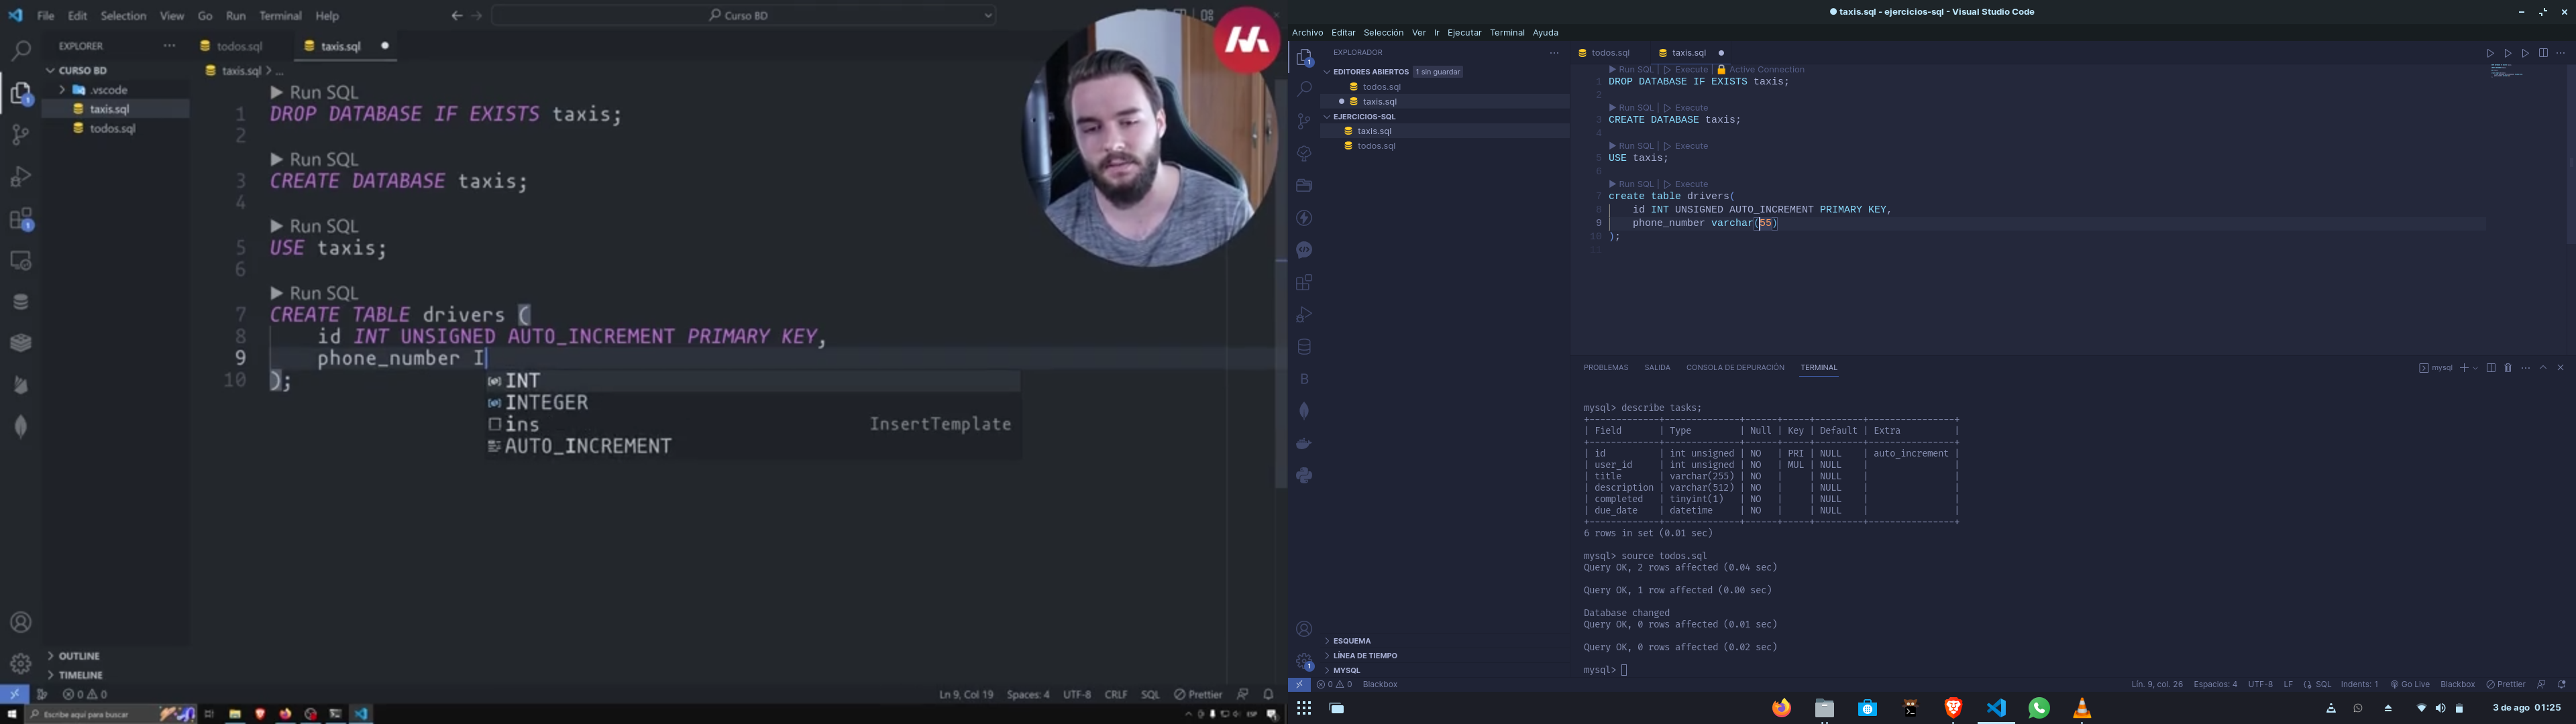 File Edit Selection View Go Run Terminal Help
Curso BD
EXPLORER
CURSO BD
.vscode
taxis.sql
todos.sql
OUTLINE
TIMELINE
todos.sql
taxis.sql
taxis.sql > ...
Run SQL
1 DROP DATABASE IF EXISTS taxis;
2
Run SQL
3 CREATE DATABASE taxis;
4
Run SQL
5 USE taxis;
6
Run SQL
7 CREATE TABLE drivers (
8 id INT UNSIGNED AUTO_INCREMENT PRIMARY KEY,
9 phone_number I
10 );
INT
INTEGER
ins InsertTemplate
AUTO_INCREMENT
0 0
Ln 9, Col 19 Spaces: 4 UTF-8 CRLF SQL Prettier
Escribe aquí para buscar
ESP
taxis.sql - ejercicios-sql - Visual Studio Code
Archivo Editar Selección Ver Ir Ejecutar Terminal Ayuda
EXPLORADOR
EDITORES ABIERTOS 1 sin guardar
todos.sql
taxis.sql
EJERCICIOS-SQL
taxis.sql
todos.sql
ESQUEMA
LÍNEA DE TIEMPO
MYSQL
todos.sql
taxis.sql
Run SQL | Execute | Active Connection
1 DROP DATABASE IF EXISTS taxis;
2
Run SQL | Execute
3 CREATE DATABASE taxis;
4
Run SQL | Execute
5 USE taxis;
6
Run SQL | Execute
7 create table drivers(
8 id INT UNSIGNED AUTO_INCREMENT PRIMARY KEY,
9 phone_number varchar(55)
10 );
11
PROBLEMAS SALIDA CONSOLA DE DEPURACIÓN TERMINAL
mysql
mysql> describe tasks;
+-------------+--------------+------+-----+---------+----------------+
| Field | Type | Null | Key | Default | Extra |
+-------------+--------------+------+-----+---------+----------------+
| id | int unsigned | NO | PRI | NULL | auto_increment |
| user_id | int unsigned | NO | MUL | NULL | |
| title | varchar(255) | NO | | NULL | |
| description | varchar(512) | NO | | NULL | |
| completed | tinyint(1) | NO | | NULL | |
| due_date | datetime | NO | | NULL | |
+-------------+--------------+------+-----+---------+----------------+
6 rows in set (0.01 sec)
mysql> source todos.sql
Query OK, 2 rows affected (0.04 sec)
Query OK, 1 row affected (0.00 sec)
Database changed
Query OK, 0 rows affected (0.01 sec)
Query OK, 0 rows affected (0.02 sec)
mysql>
0 0 Blackbox
Lín. 9, col. 26 Espacios: 4 UTF-8 LF SQL Indents: 1 Go Live Blackbox Prettier
3 de ago 01:25